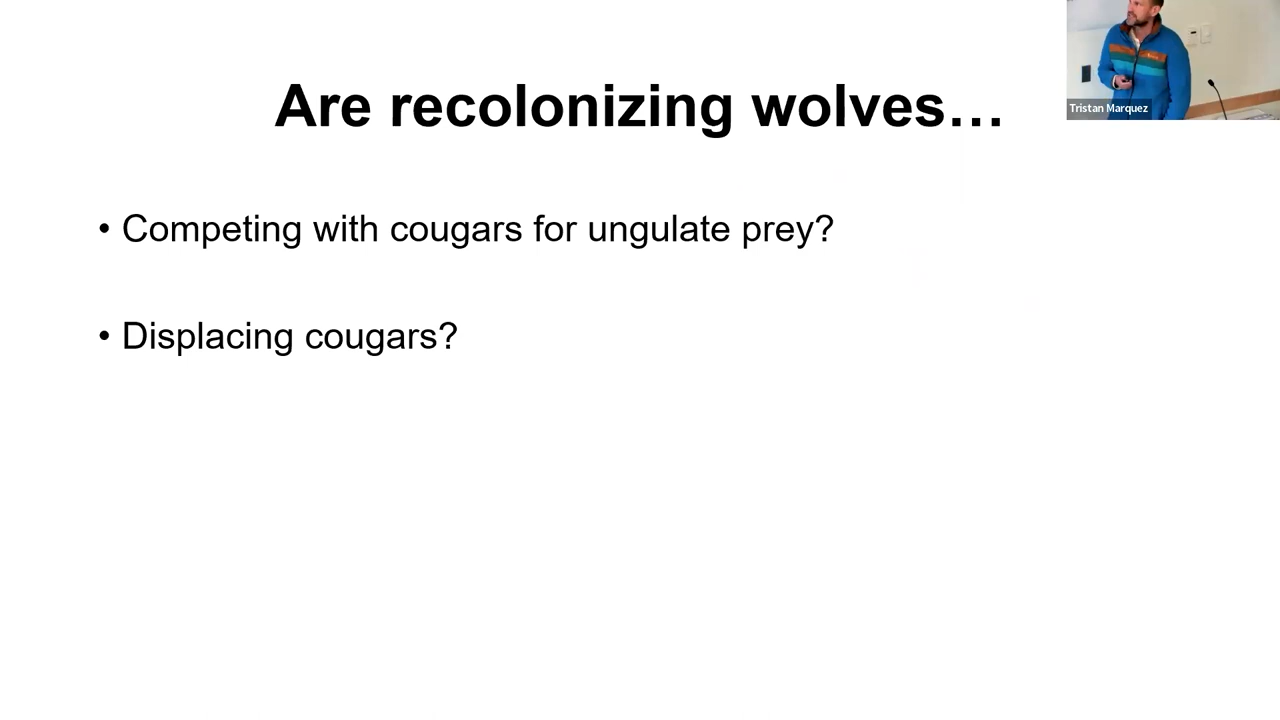 Are recolonizing wolves…
• Competing with cougars for ungulate prey?
• Displacing cougars?
Tristan Marquez